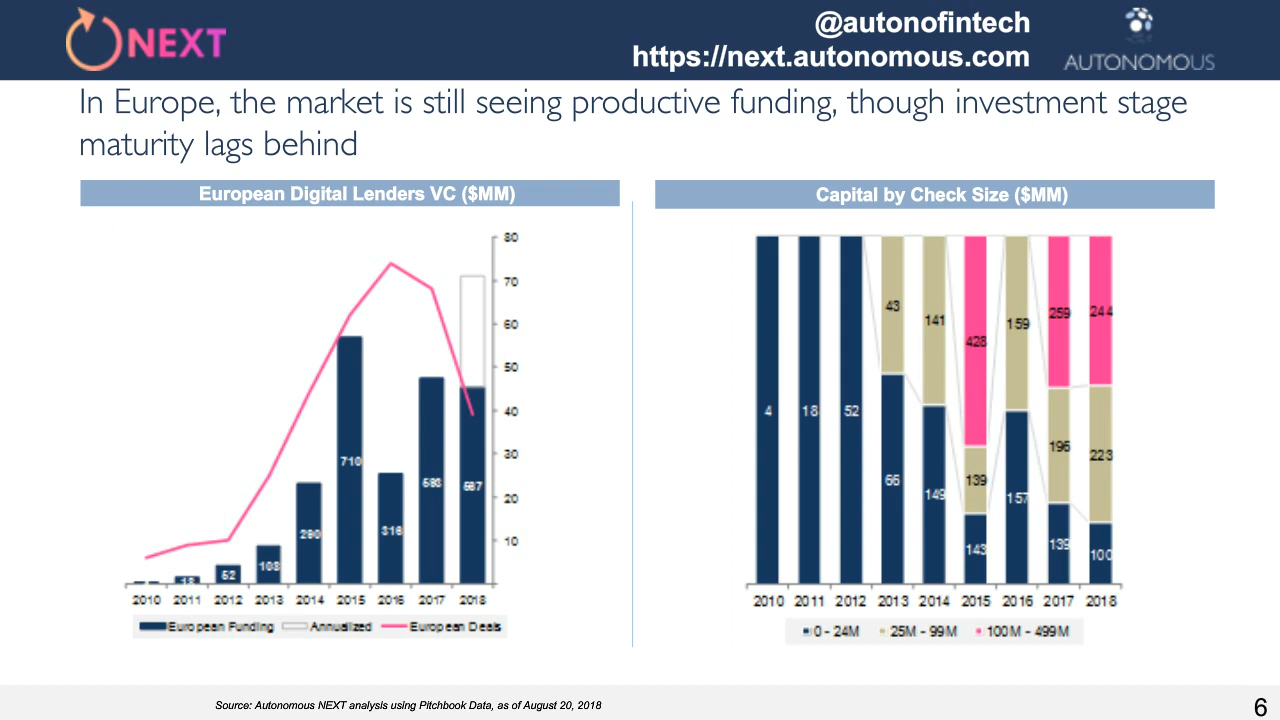 NEXT
@autonofintech
https://next.autonomous.com
AUTONOMOUS
In Europe, the market is still seeing productive funding, though investment stage
maturity lags behind
European Digital Lenders VC ($MM)
80
70
60
50
40
30
20
10
18
52
108
290
710
316
593
567
2010 2011 2012 2013 2014 2015 2016 2017 2018
European Funding Annualized European Deals
Capital by Check Size ($MM)
43
141
428
159
259
244
4
18
52
66
149
139
143
157
196
139
223
100
2010 2011 2012 2013 2014 2015 2016 2017 2018
0 - 24M 25M - 99M 100M - 499M
Source: Autonomous NEXT analysis using Pitchbook Data, as of August 20, 2018
6